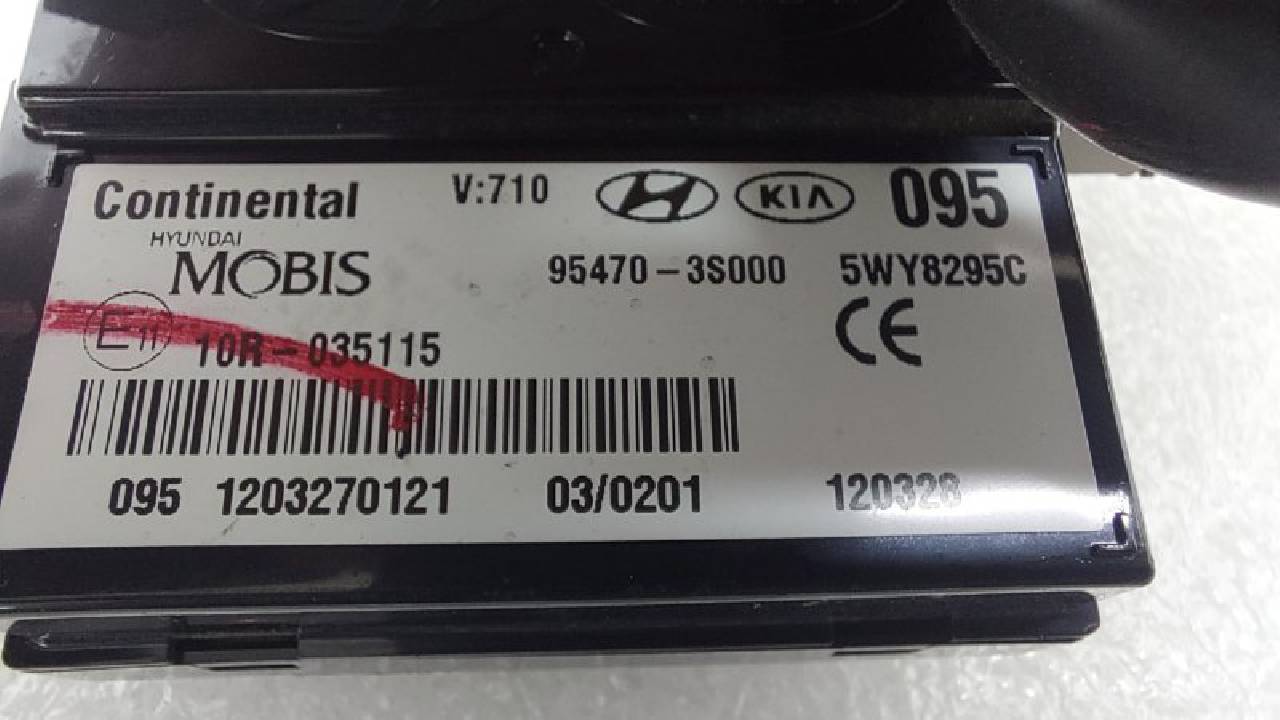 Continental V:710 KIA 095
HYUNDAI
MOBIS 95470-3S000 5WY8295C
E11 10R-035115 CE
095 1203270121 03/0201 120328